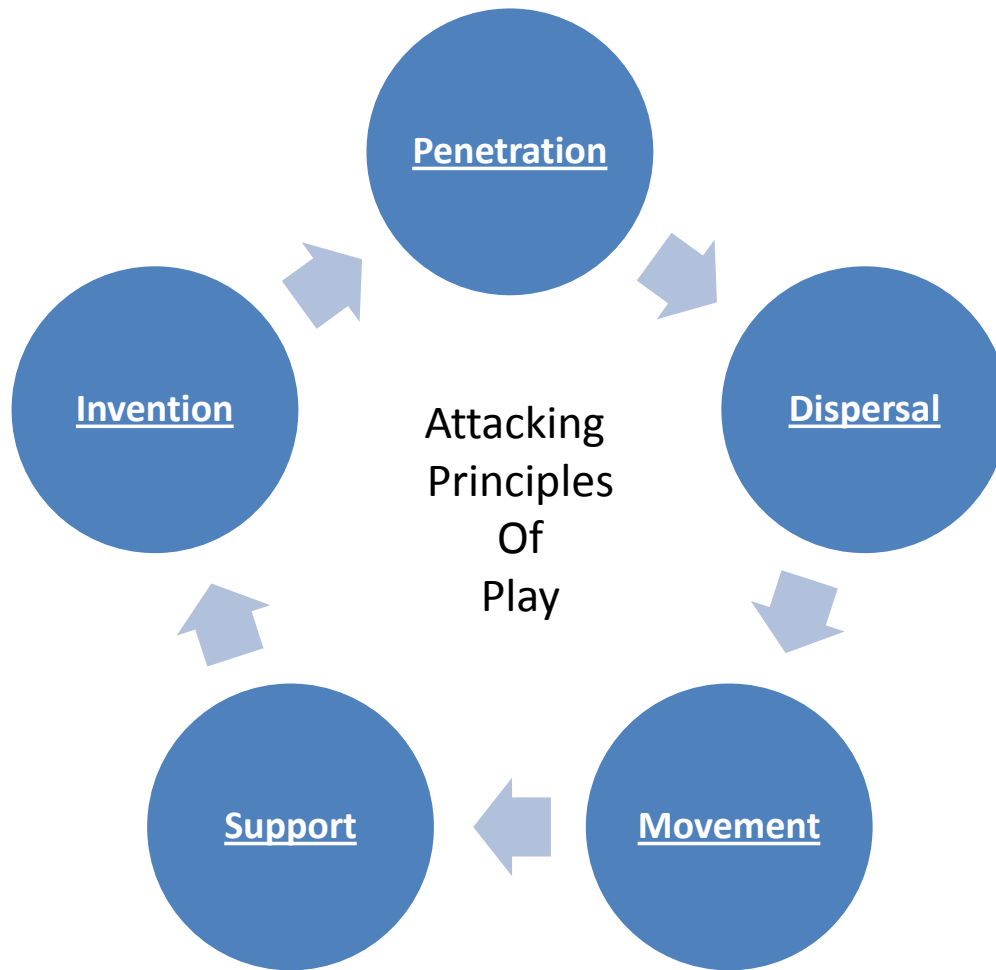 Penetration
Invention
Dispersal
Attacking
Principles
Of
Play
Support
Movement